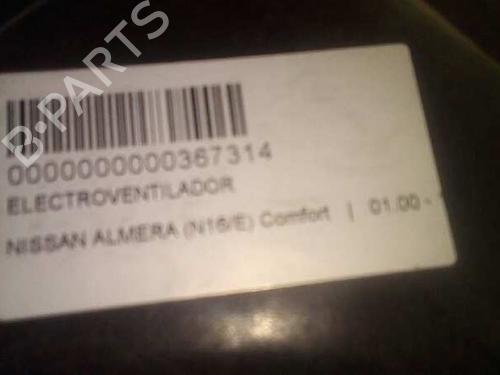 B-PARTS
0000000000367314
ELECTROVENTILADOR
NISSAN ALMERA (N16/E) Comfort | 01.00 -